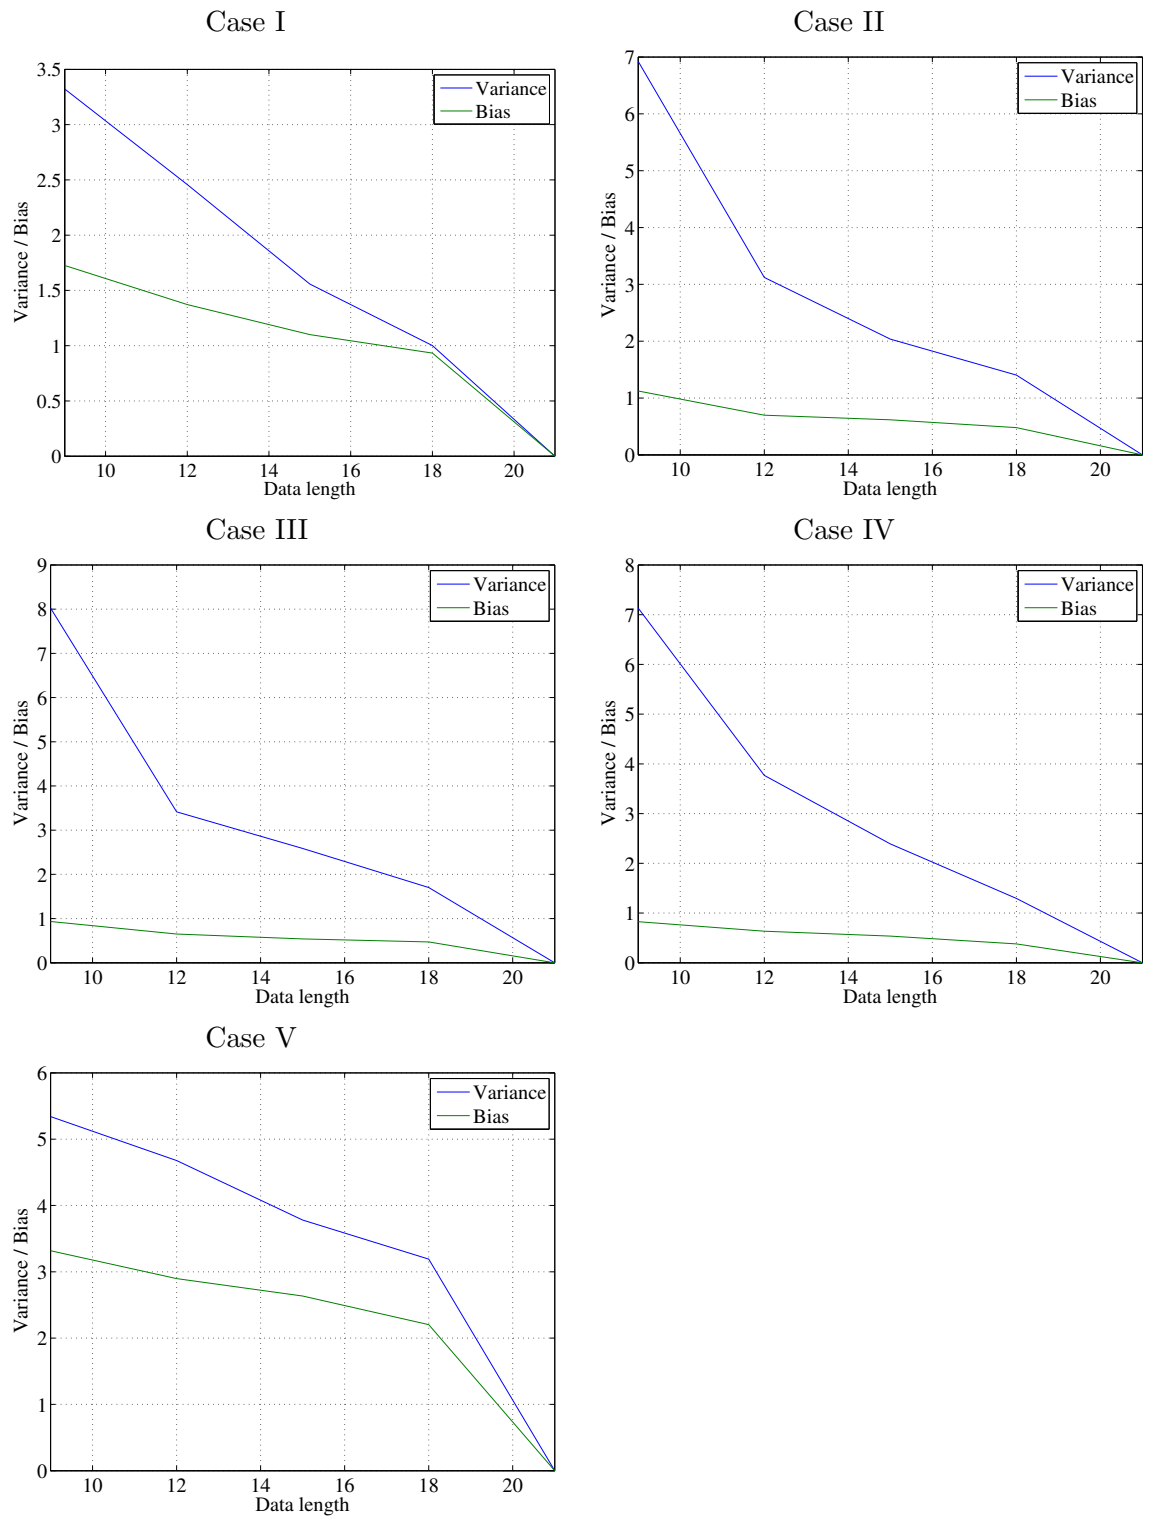 Case I
3.5
3
2.5
2
1.5
1
0.5
0
10 12 14 16 18 20
Variance / Bias
Data length
Variance
Bias
Case II
7
6
5
4
3
2
1
0
10 12 14 16 18 20
Variance / Bias
Data length
Variance
Bias
Case III
9
8
7
6
5
4
3
2
1
0
10 12 14 16 18 20
Variance / Bias
Data length
Variance
Bias
Case IV
8
7
6
5
4
3
2
1
0
10 12 14 16 18 20
Variance / Bias
Data length
Variance
Bias
Case V
6
5
4
3
2
1
0
10 12 14 16 18 20
Variance / Bias
Data length
Variance
Bias